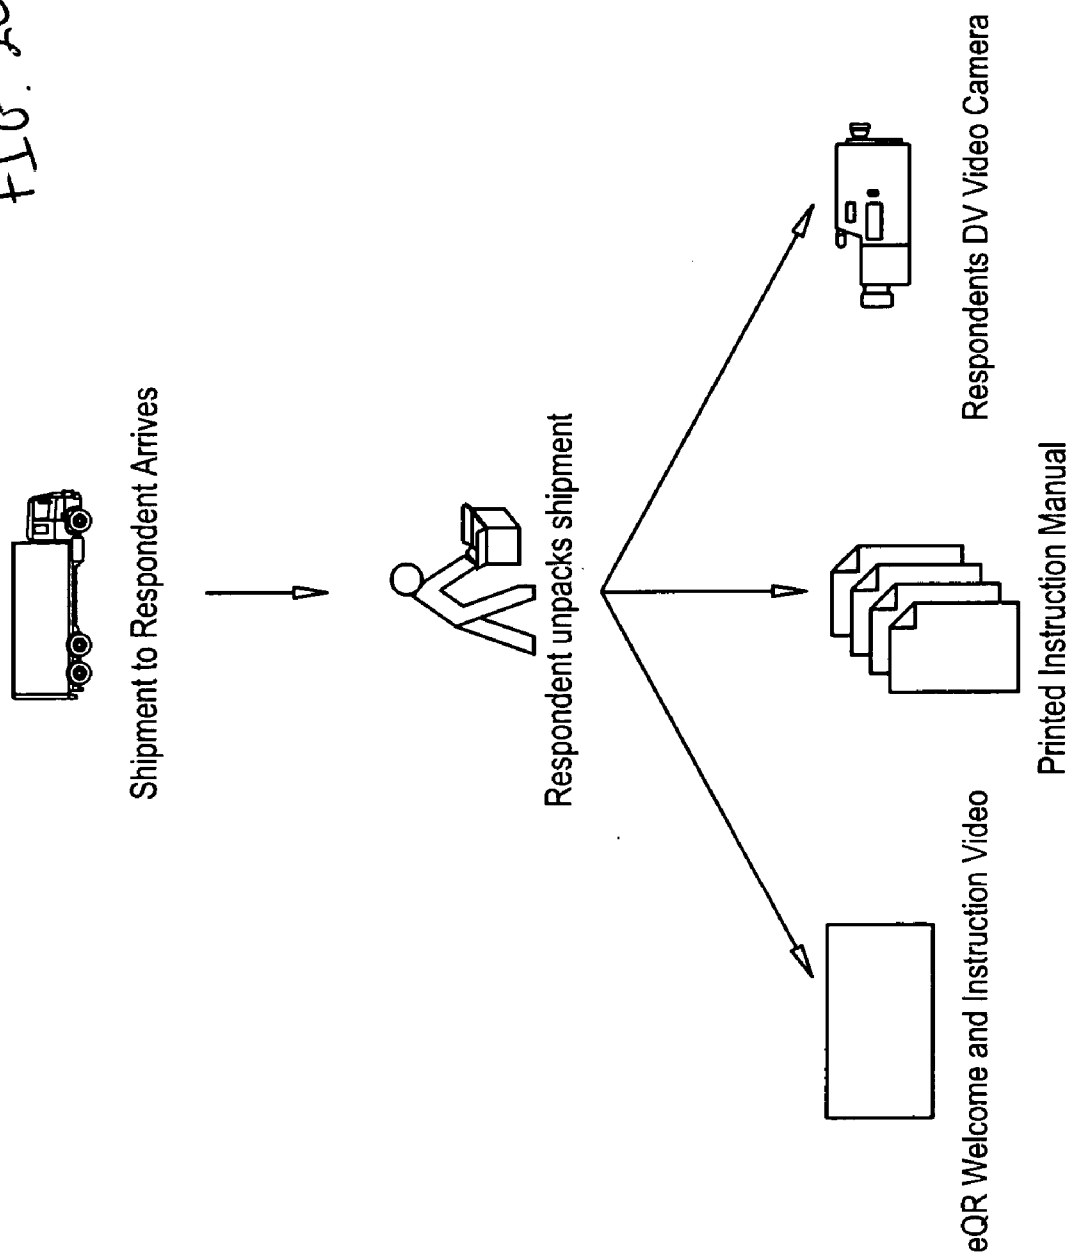 FIG.
Shipment to Respondent Arrives
Respondent unpacks shipment
eQR Welcome and Instruction Video
Printed Instruction Manual
Respondents DV Video Camera